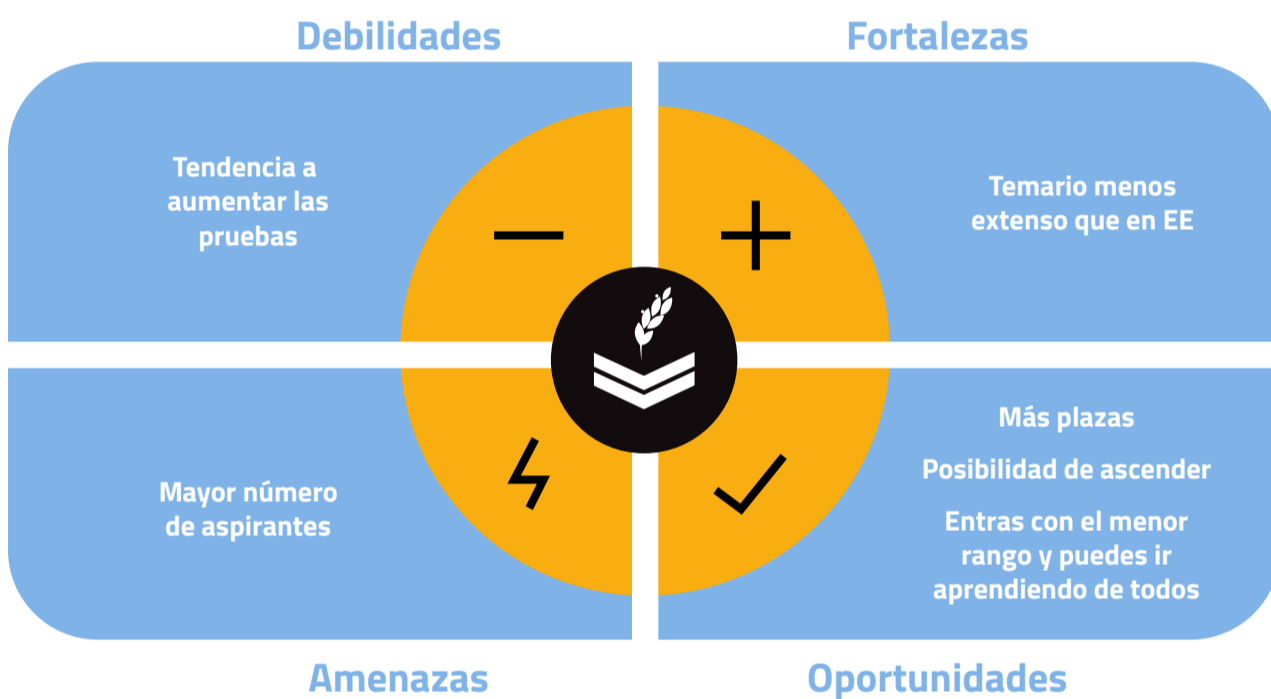 Debilidades
Tendencia a
aumentar las
pruebas
Fortalezas
Temario menos
extenso que en EE
Mayor número
de aspirantes
Amenazas
Más plazas
Posibilidad de ascender
Entras con el menor
rango y puedes ir
aprendiendo de todos
Oportunidades